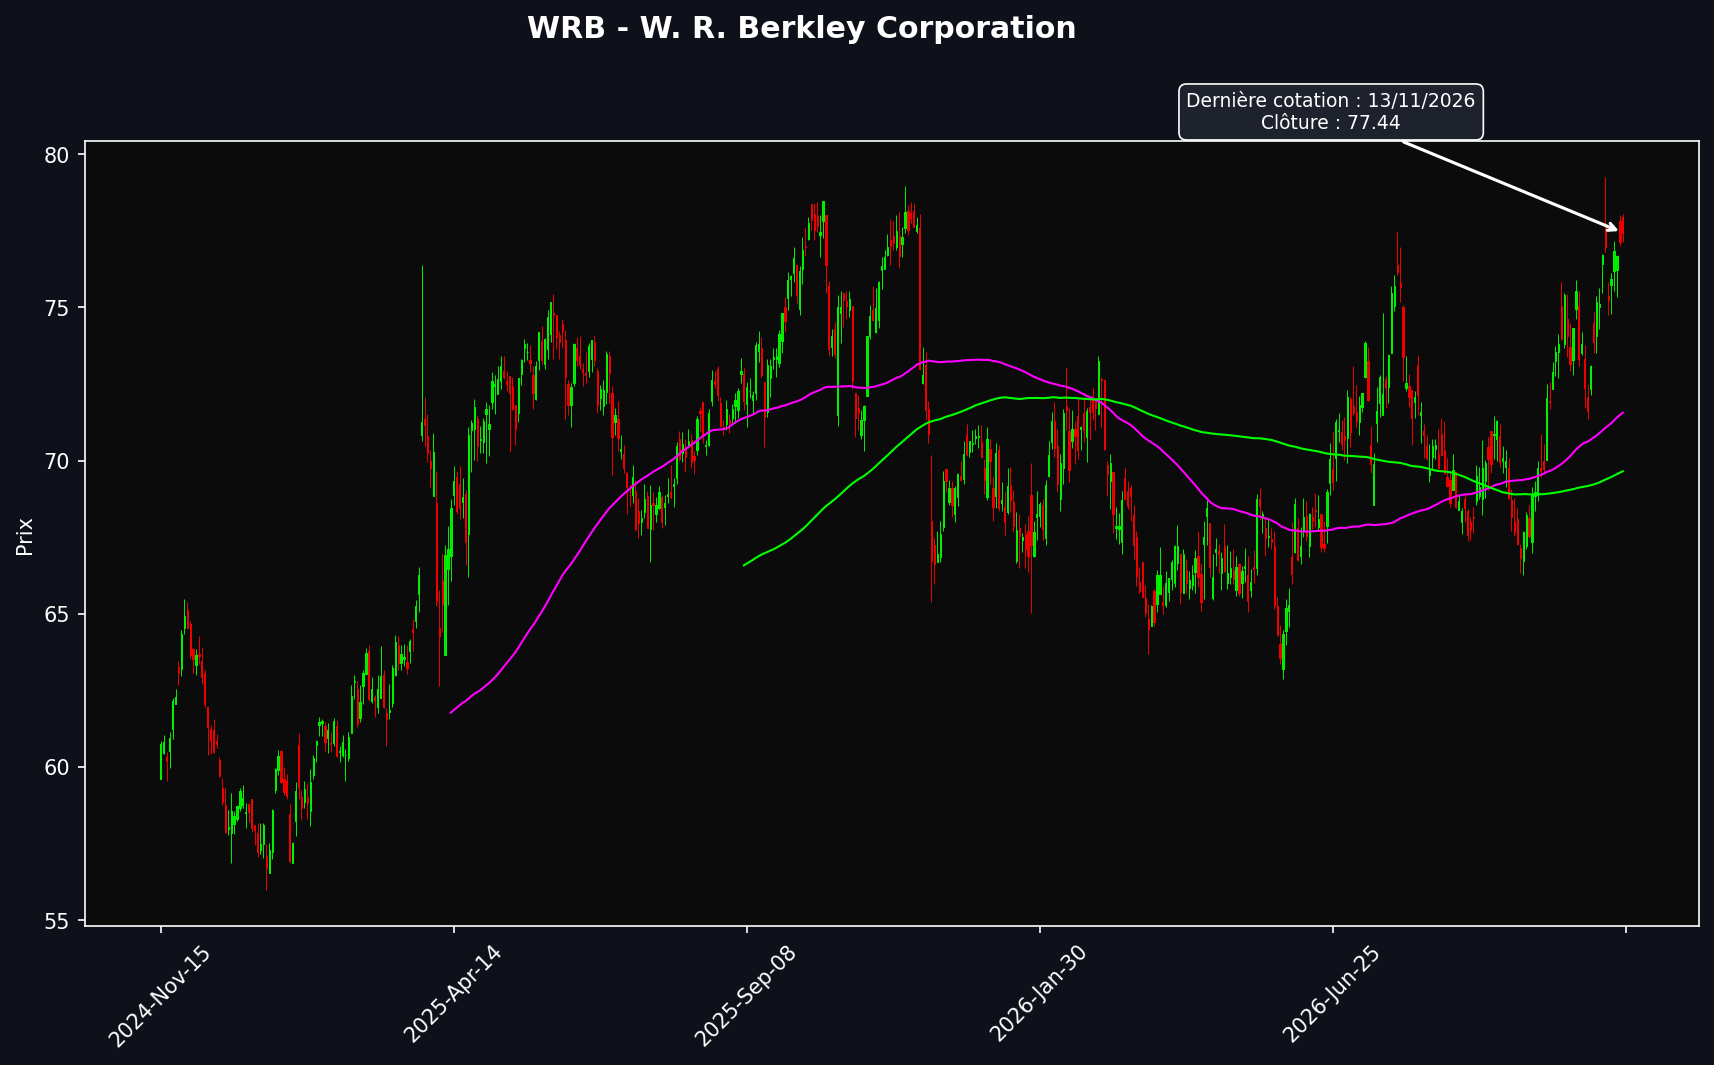 WRB - W. R. Berkley Corporation
Dernière cotation : 13/11/2026
Clôture : 77.44
80
75
70
65
60
55
Prix
2024-Nov-15
2025-Apr-14
2025-Sep-08
2026-Jan-30
2026-Jun-25